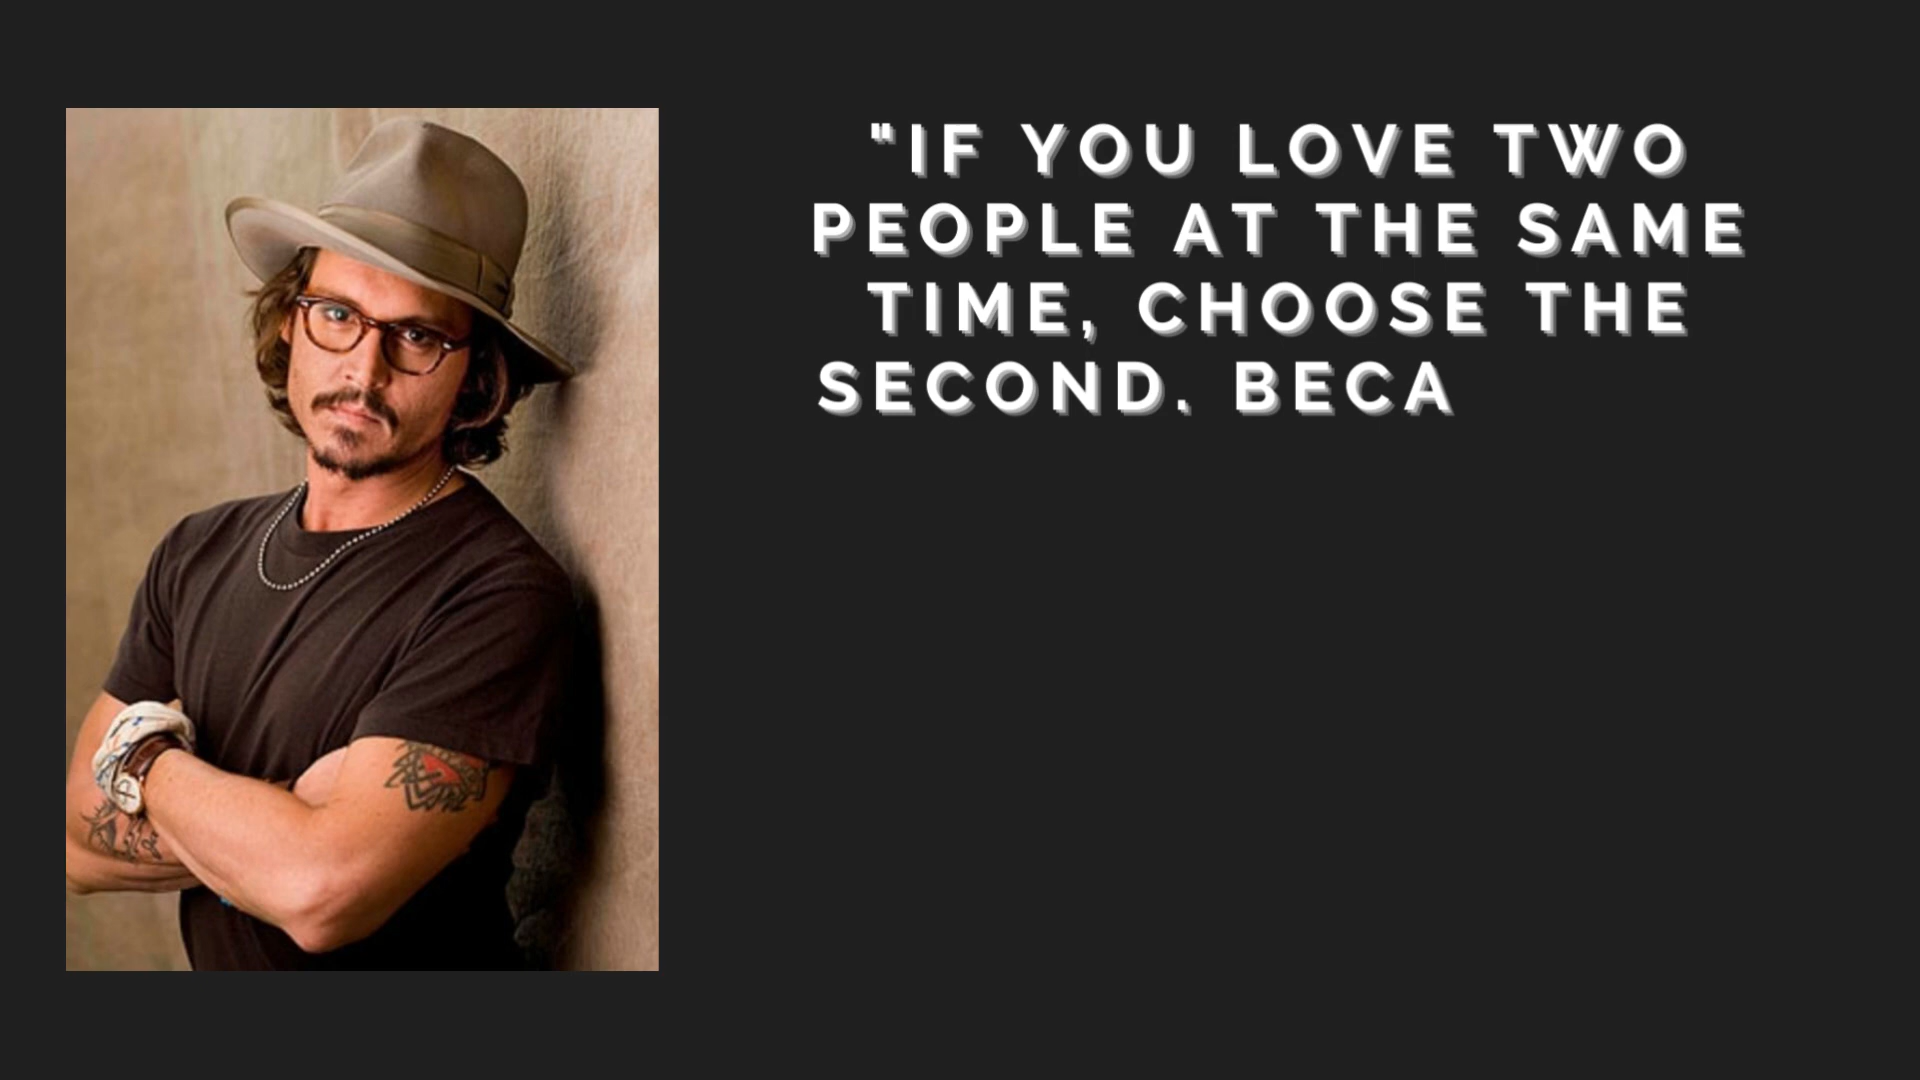 "IF YOU LOVE TWO
PEOPLE AT THE SAME
TIME, CHOOSE THE
SECOND. BECA